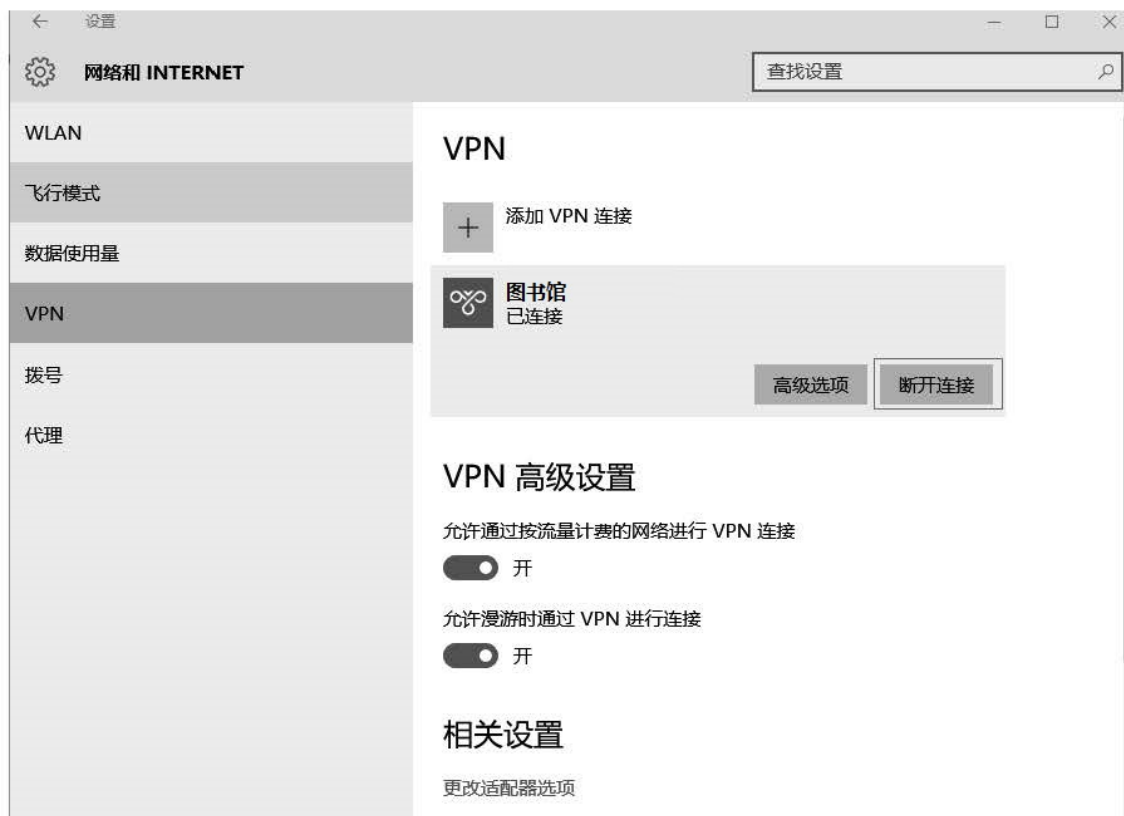 设置
网络和 INTERNET
查找设置
WLAN
飞行模式
数据使用量
VPN
拨号
代理
VPN
添加 VPN 连接
图书馆
已连接
高级选项
断开连接
VPN 高级设置
允许通过按流量计费的网络进行 VPN 连接
开
允许漫游时通过 VPN 进行连接
开
相关设置
更改适配器选项